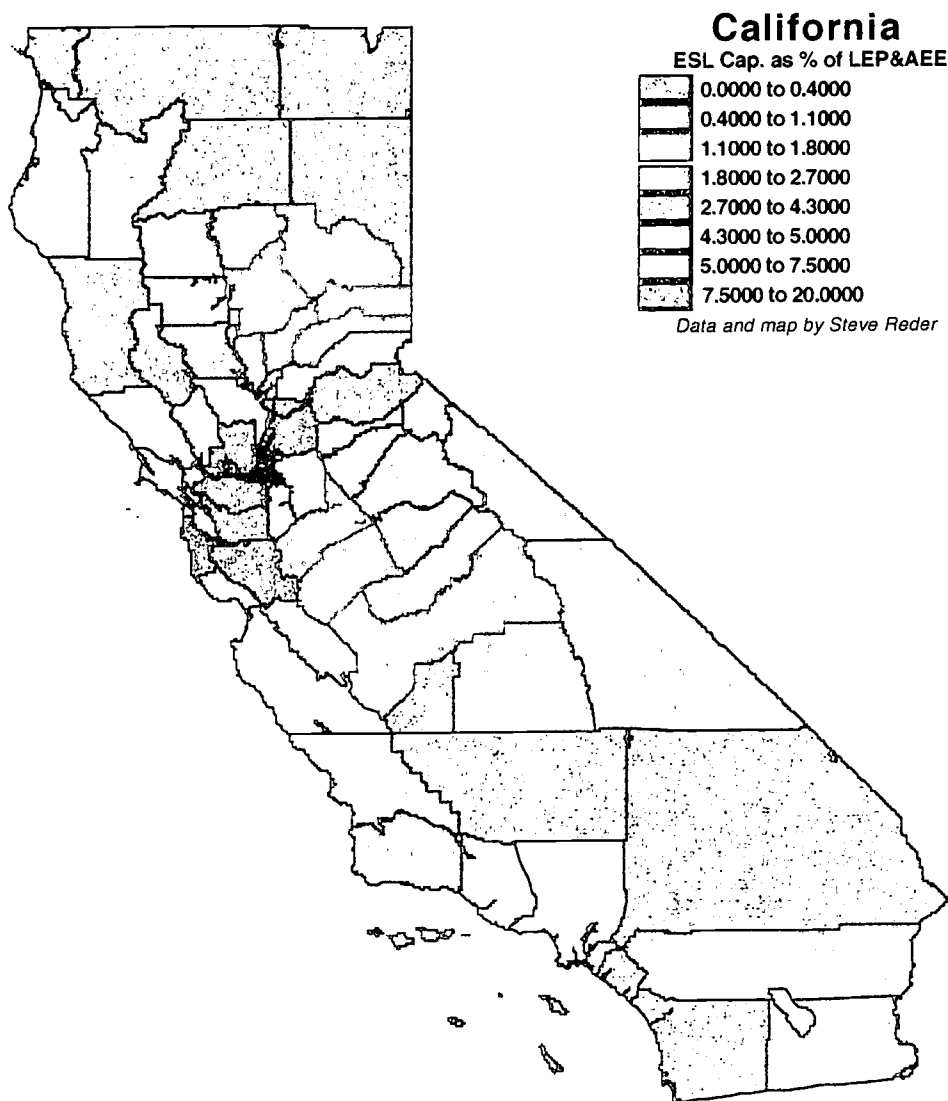 California
ESL Cap. as % of LEP&AEE
0.0000 to 0.4000
0.4000 to 1.1000
1.1000 to 1.8000
1.8000 to 2.7000
2.7000 to 4.3000
4.3000 to 5.0000
5.0000 to 7.5000
7.5000 to 20.0000
Data and map by Steve Reder